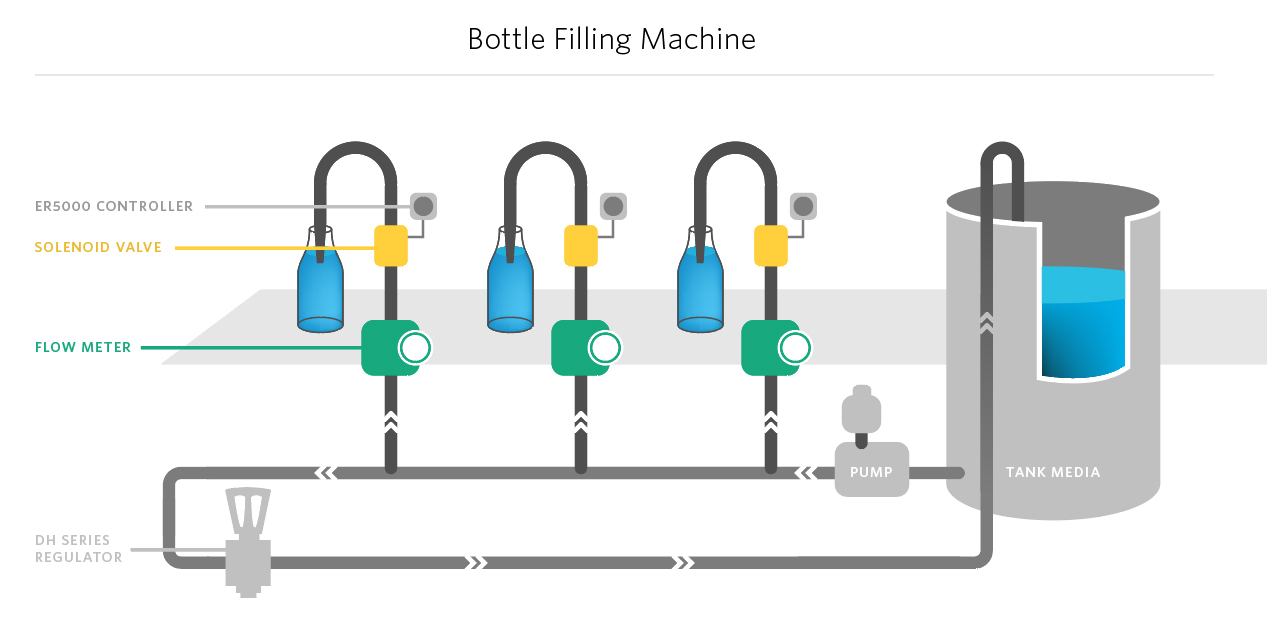 Bottle Filling Machine
ER5000 CONTROLLER
SOLENOID VALVE
FLOW METER
PUMP
TANK MEDIA
DH SERIES
REGULATOR